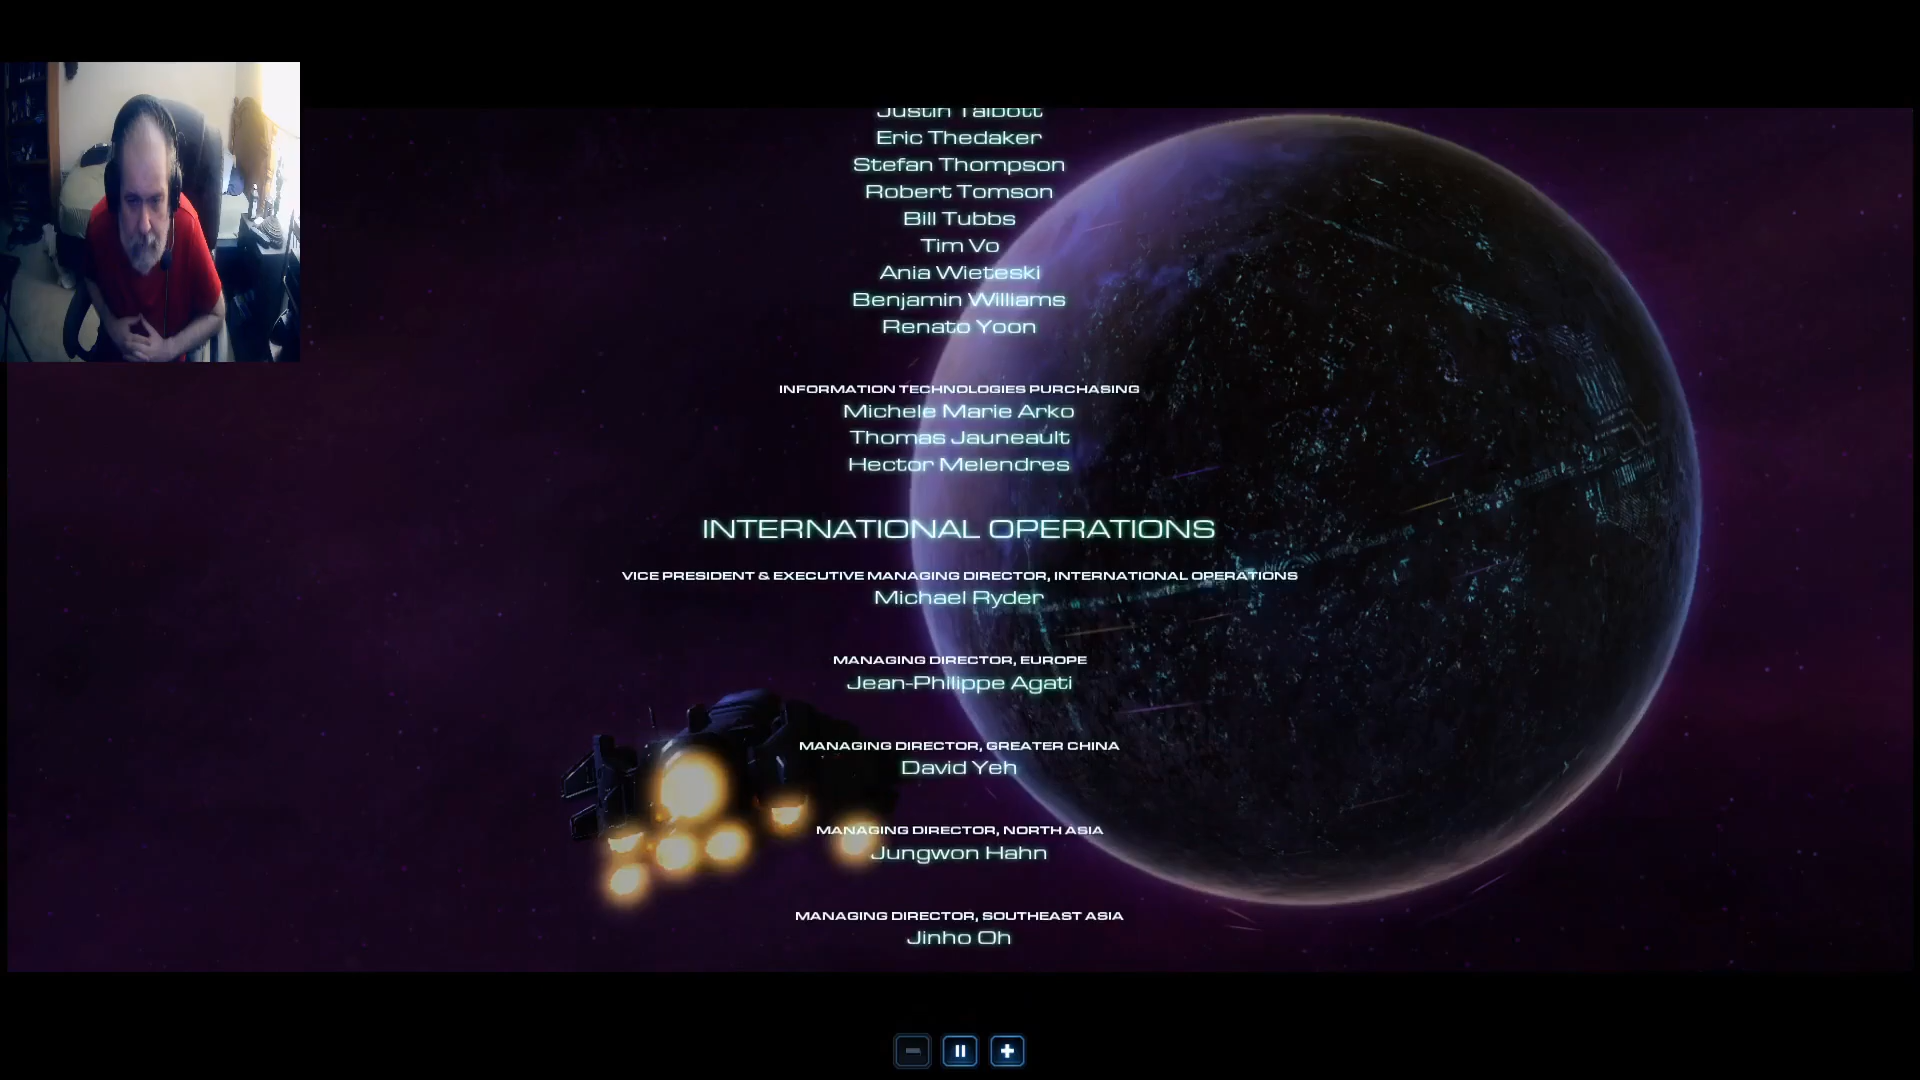 Justin Talbott
Eric Thedaker
Stefan Thompson
Robert Tomson
Bill Tubbs
Tim Vo
Ania Wieteski
Benjamin Williams
Renato Yoon
INFORMATION TECHNOLOGIES PURCHASING
Michele Marie Arko
Thomas Jauneault
Hector Melendres
INTERNATIONAL OPERATIONS
VICE PRESIDENT & EXECUTIVE MANAGING DIRECTOR, INTERNATIONAL OPERATIONS
Michael Ryder
MANAGING DIRECTOR, EUROPE
Jean-Philippe Agati
MANAGING DIRECTOR, GREATER CHINA
David Yeh
MANAGING DIRECTOR, NORTH ASIA
Jungwon Hahn
MANAGING DIRECTOR, SOUTHEAST ASIA
Jinho Oh